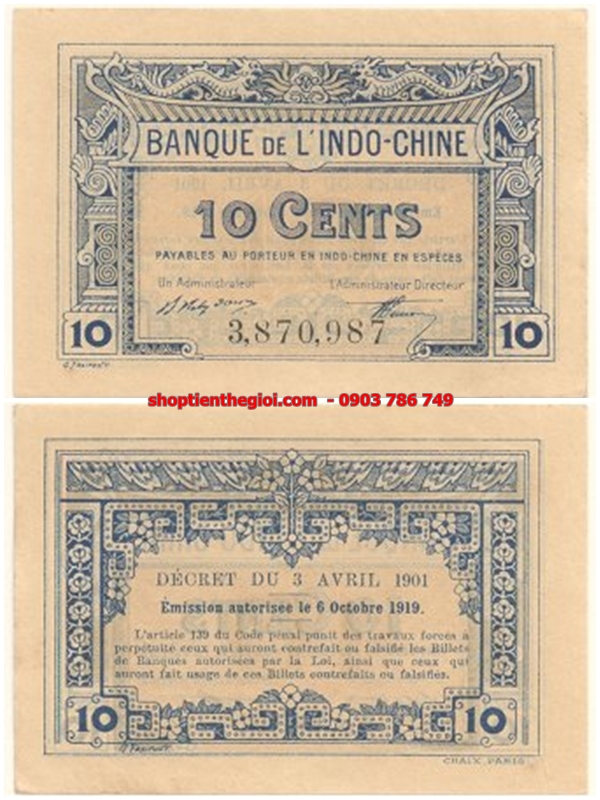 BANQUE DE L'INDO-CHINE
10 CENTS
PAYABLES AU PORTEUR EN INDO-CHINE EN ESPÈCES
Un Administrateur L'Administrateur Directeur
3,870,987
10 10
shoptienthegioi.com - 0903 786 749
DÉCRET DU 3 AVRIL 1901
Émission autorisée le 6 Octobre 1919.
L'article 139 du Code pénal punit des travaux forcés à
perpétuité ceux qui auront contrefait ou falsifié les Billets
de Banques autorisées par la Loi, ainsi que ceux qui
auront fait usage de ces Billets contrefaits ou falsifiés.
10 10
CHAIX PARIS